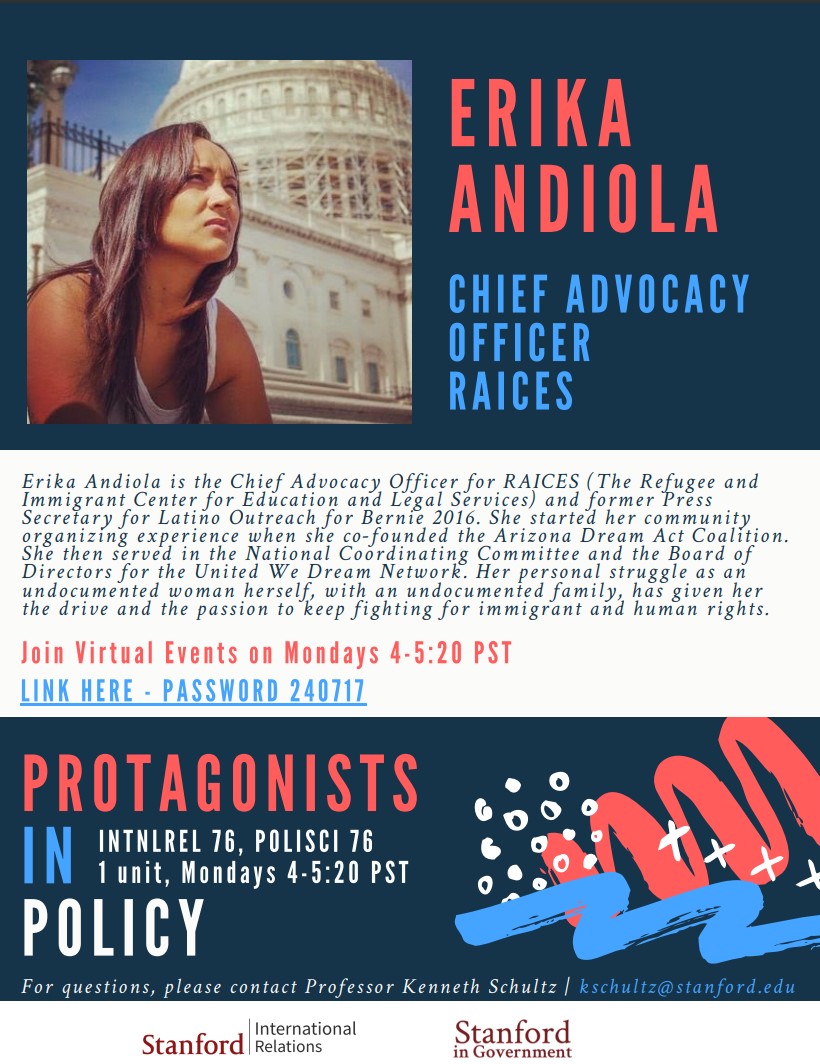 ERIKA
ANDIOLA
CHIEF ADVOCACY
OFFICER
RAICES
Erika Andiola is the Chief Advocacy Officer for RAICES (The Refugee and
Immigrant Center for Education and Legal Services) and former Press
Secretary for Latino Outreach for Bernie 2016. She started her community
organizing experience when she co-founded the Arizona Dream Act Coalition.
She then served in the National Coordinating Committee and the Board of
Directors for the United We Dream Network. Her personal struggle as an
undocumented woman herself, with an undocumented family, has given her
the drive and the passion to keep fighting for immigrant and human rights.
Join Virtual Events on Mondays 4-5:20 PST
LINK HERE - PASSWORD 240717
PROTAGONISTS
IN
INTNLREL 76, POLISCI 76
1 unit, Mondays 4-5:20 PST
POLICY
For questions, please contact Professor Kenneth Schultz | kschultz@stanford.edu
Stanford | International
Relations
Stanford
in Government